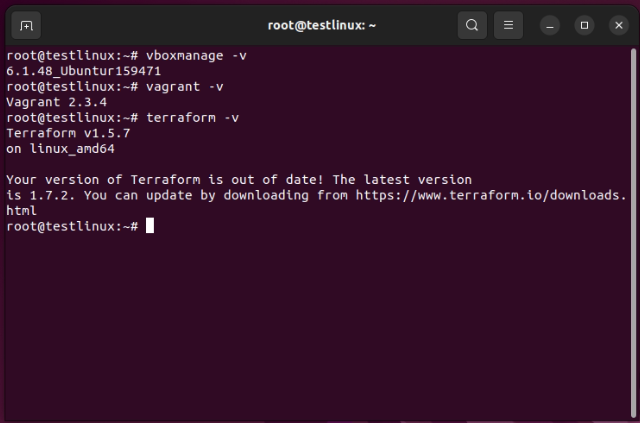 root@testlinux: ~
root@testlinux:~# vboxmanage -v
6.1.48_Ubuntur159471
root@testlinux:~# vagrant -v
Vagrant 2.3.4
root@testlinux:~# terraform -v
Terraform v1.5.7
on linux_amd64
Your version of Terraform is out of date! The latest version
is 1.7.2. You can update by downloading from https://www.terraform.io/downloads.
html
root@testlinux:~#